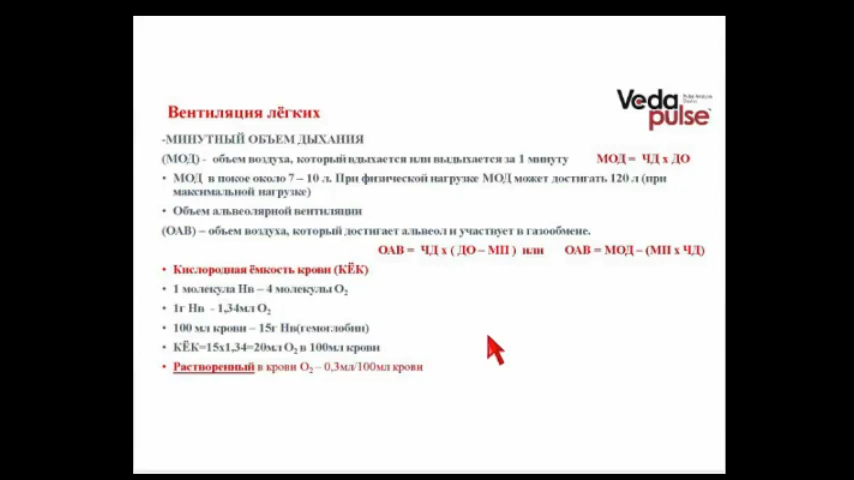 Veda
pulse
Вентиляция лёгких
-МИНУТНЫЙ ОБЪЕМ ДЫХАНИЯ
(МОД) - объем воздуха, который вдыхается или выдыхается за 1 минуту МОД = ЧД х ДО
• МОД в покое около 7 – 10 л. При физической нагрузке МОД может достигать 120 л (при
максимальной нагрузке)
• Объем альвеолярной вентиляции
(ОАВ) – объем воздуха, который достигает альвеол и участвует в газообмене.
ОАВ = ЧД х ( ДО – МП ) или ОАВ = МОД – (МП х ЧД)
• Кислородная ёмкость крови (КЁК)
• 1 молекула Нв – 4 молекулы O₂
• 1г Нв - 1,34мл O₂
• 100 мл крови – 15г Нв(гемоглобин)
• КЁК=15х1,34=20мл O₂ в 100мл крови
• Растворенный в крови O₂ – 0,3мл/100мл крови